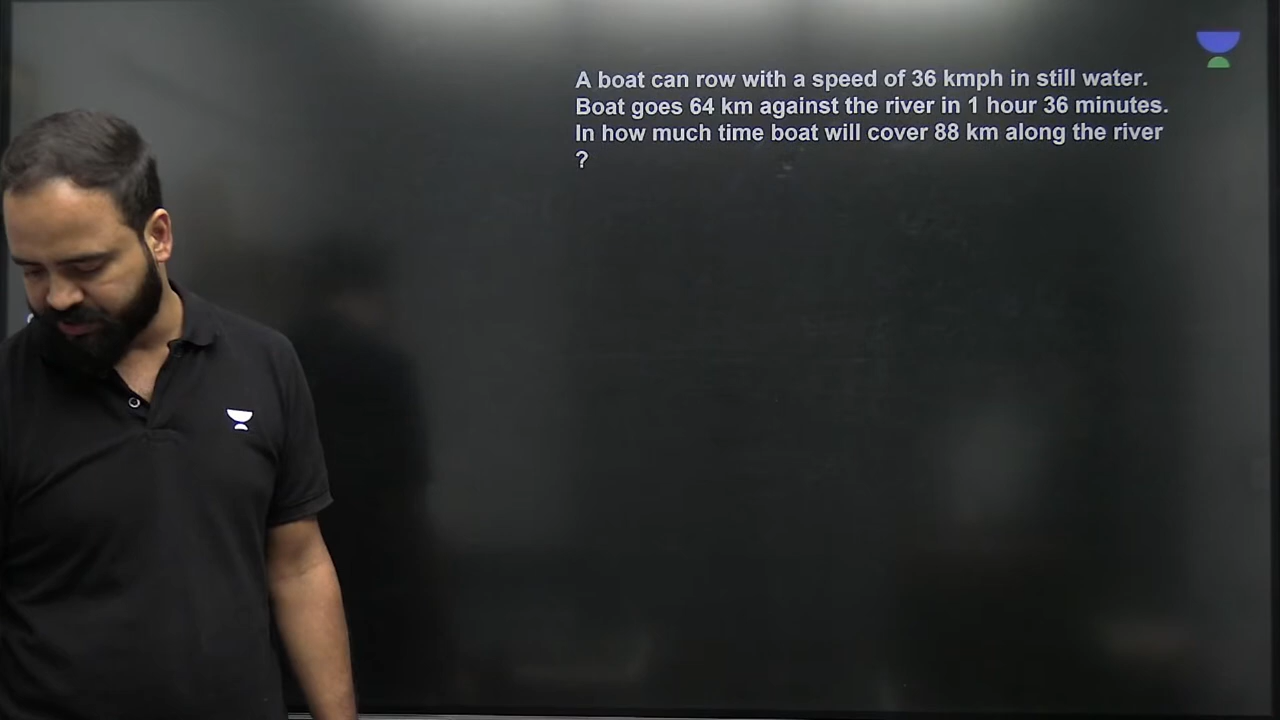 A boat can row with a speed of 36 kmph in still water.
Boat goes 64 km against the river in 1 hour 36 minutes.
In how much time boat will cover 88 km along the river
?